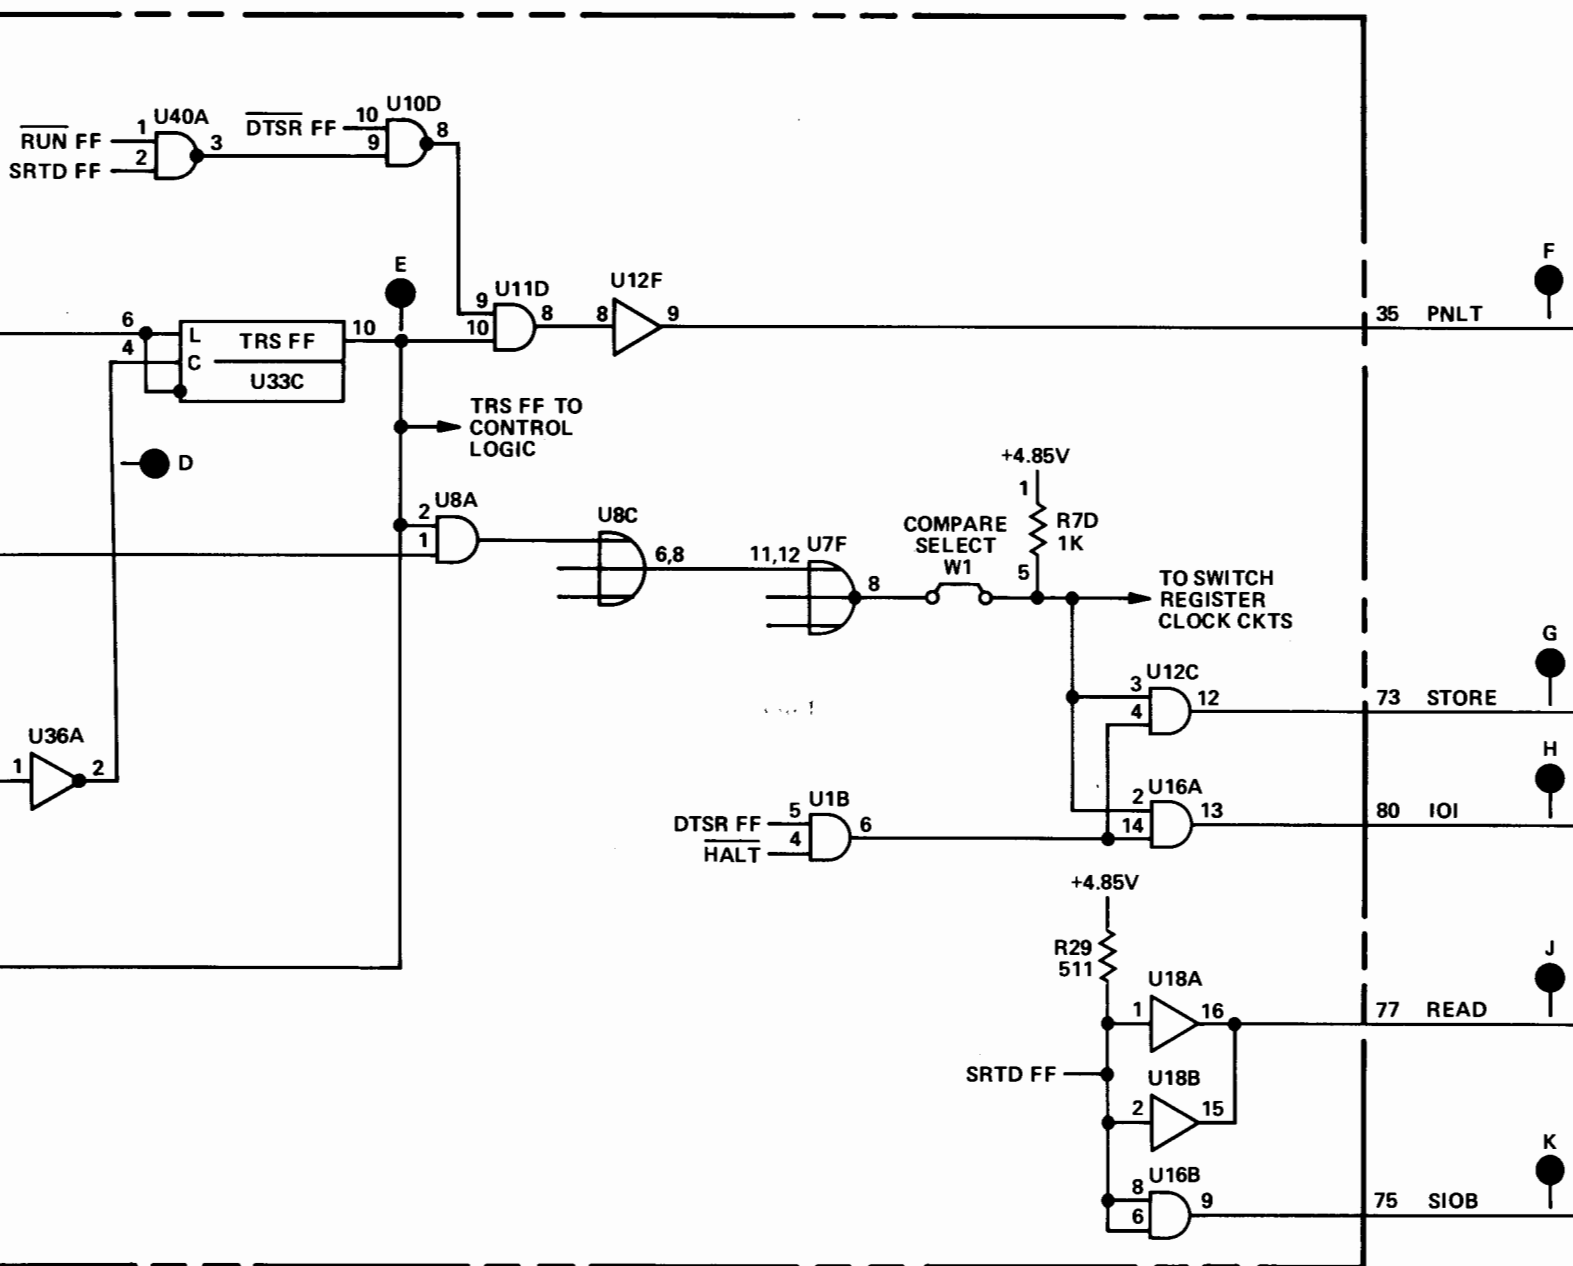 U40A
U10D
RUN FF
1
3
DTSR FF
10
8
SRTD FF
2
9
E
F
U11D
U12F
9
8
8
9
35 PNLT
10
6
L
TRS FF
10
4
C
U33C
TRS FF TO
CONTROL
LOGIC
D
+4.85V
1
U8A
2
1
U8C
6,8
11,12
U7F
8
COMPARE
SELECT
W1
R7D
1K
5
TO SWITCH
REGISTER
CLOCK CKTS
G
U12C
3
4
12
73 STORE
U36A
1
2
H
U16A
2
14
13
80 IOI
U1B
DTSR FF
5
HALT
4
6
+4.85V
R29
511
J
U18A
1
16
77 READ
SRTD FF
U18B
2
15
K
U16B
8
6
9
75 SIOB